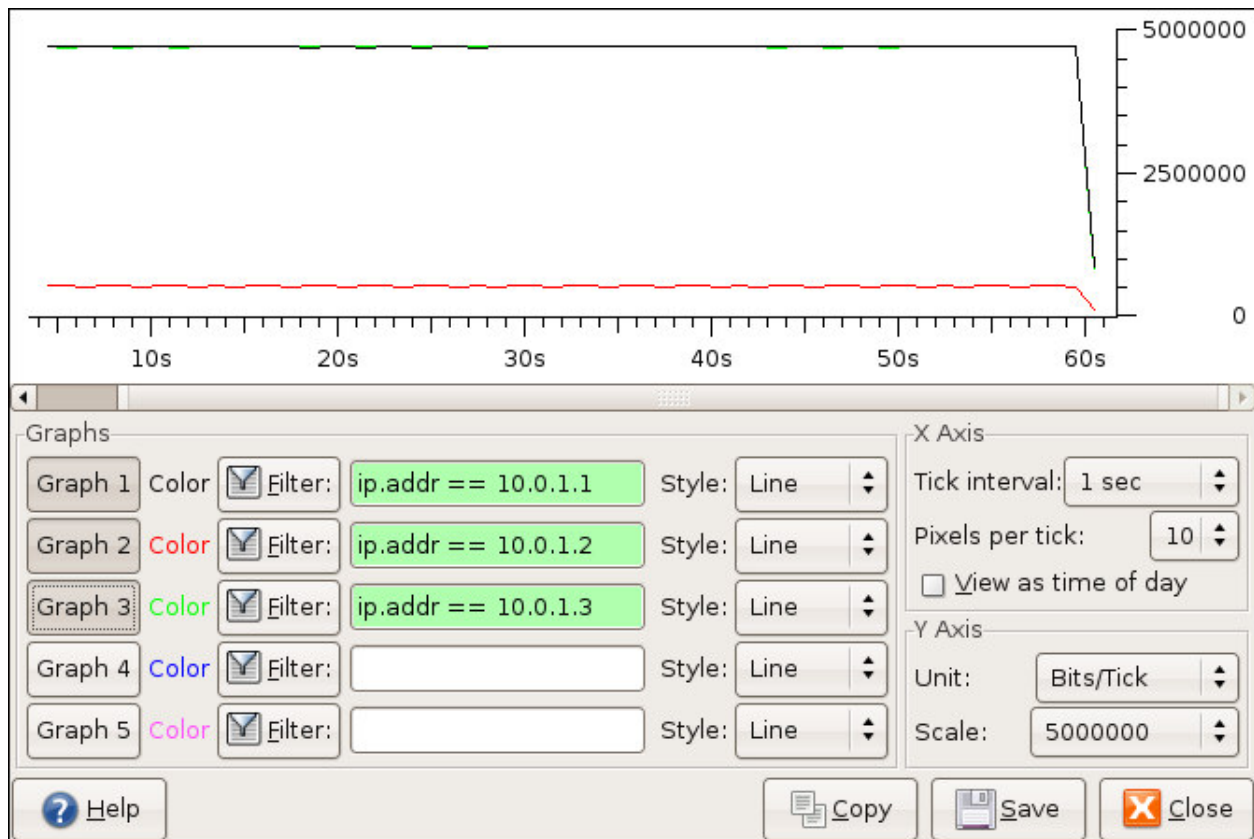 5000000
2500000
0
10s 20s 30s 40s 50s 60s
Graphs
Graph 1 Color Filter: ip.addr == 10.0.1.1 Style: Line
Graph 2 Color Filter: ip.addr == 10.0.1.2 Style: Line
Graph 3 Color Filter: ip.addr == 10.0.1.3 Style: Line
Graph 4 Color Filter: Style: Line
Graph 5 Color Filter: Style: Line
X Axis
Tick interval: 1 sec
Pixels per tick: 10
View as time of day
Y Axis
Unit: Bits/Tick
Scale: 5000000
Help Copy Save Close